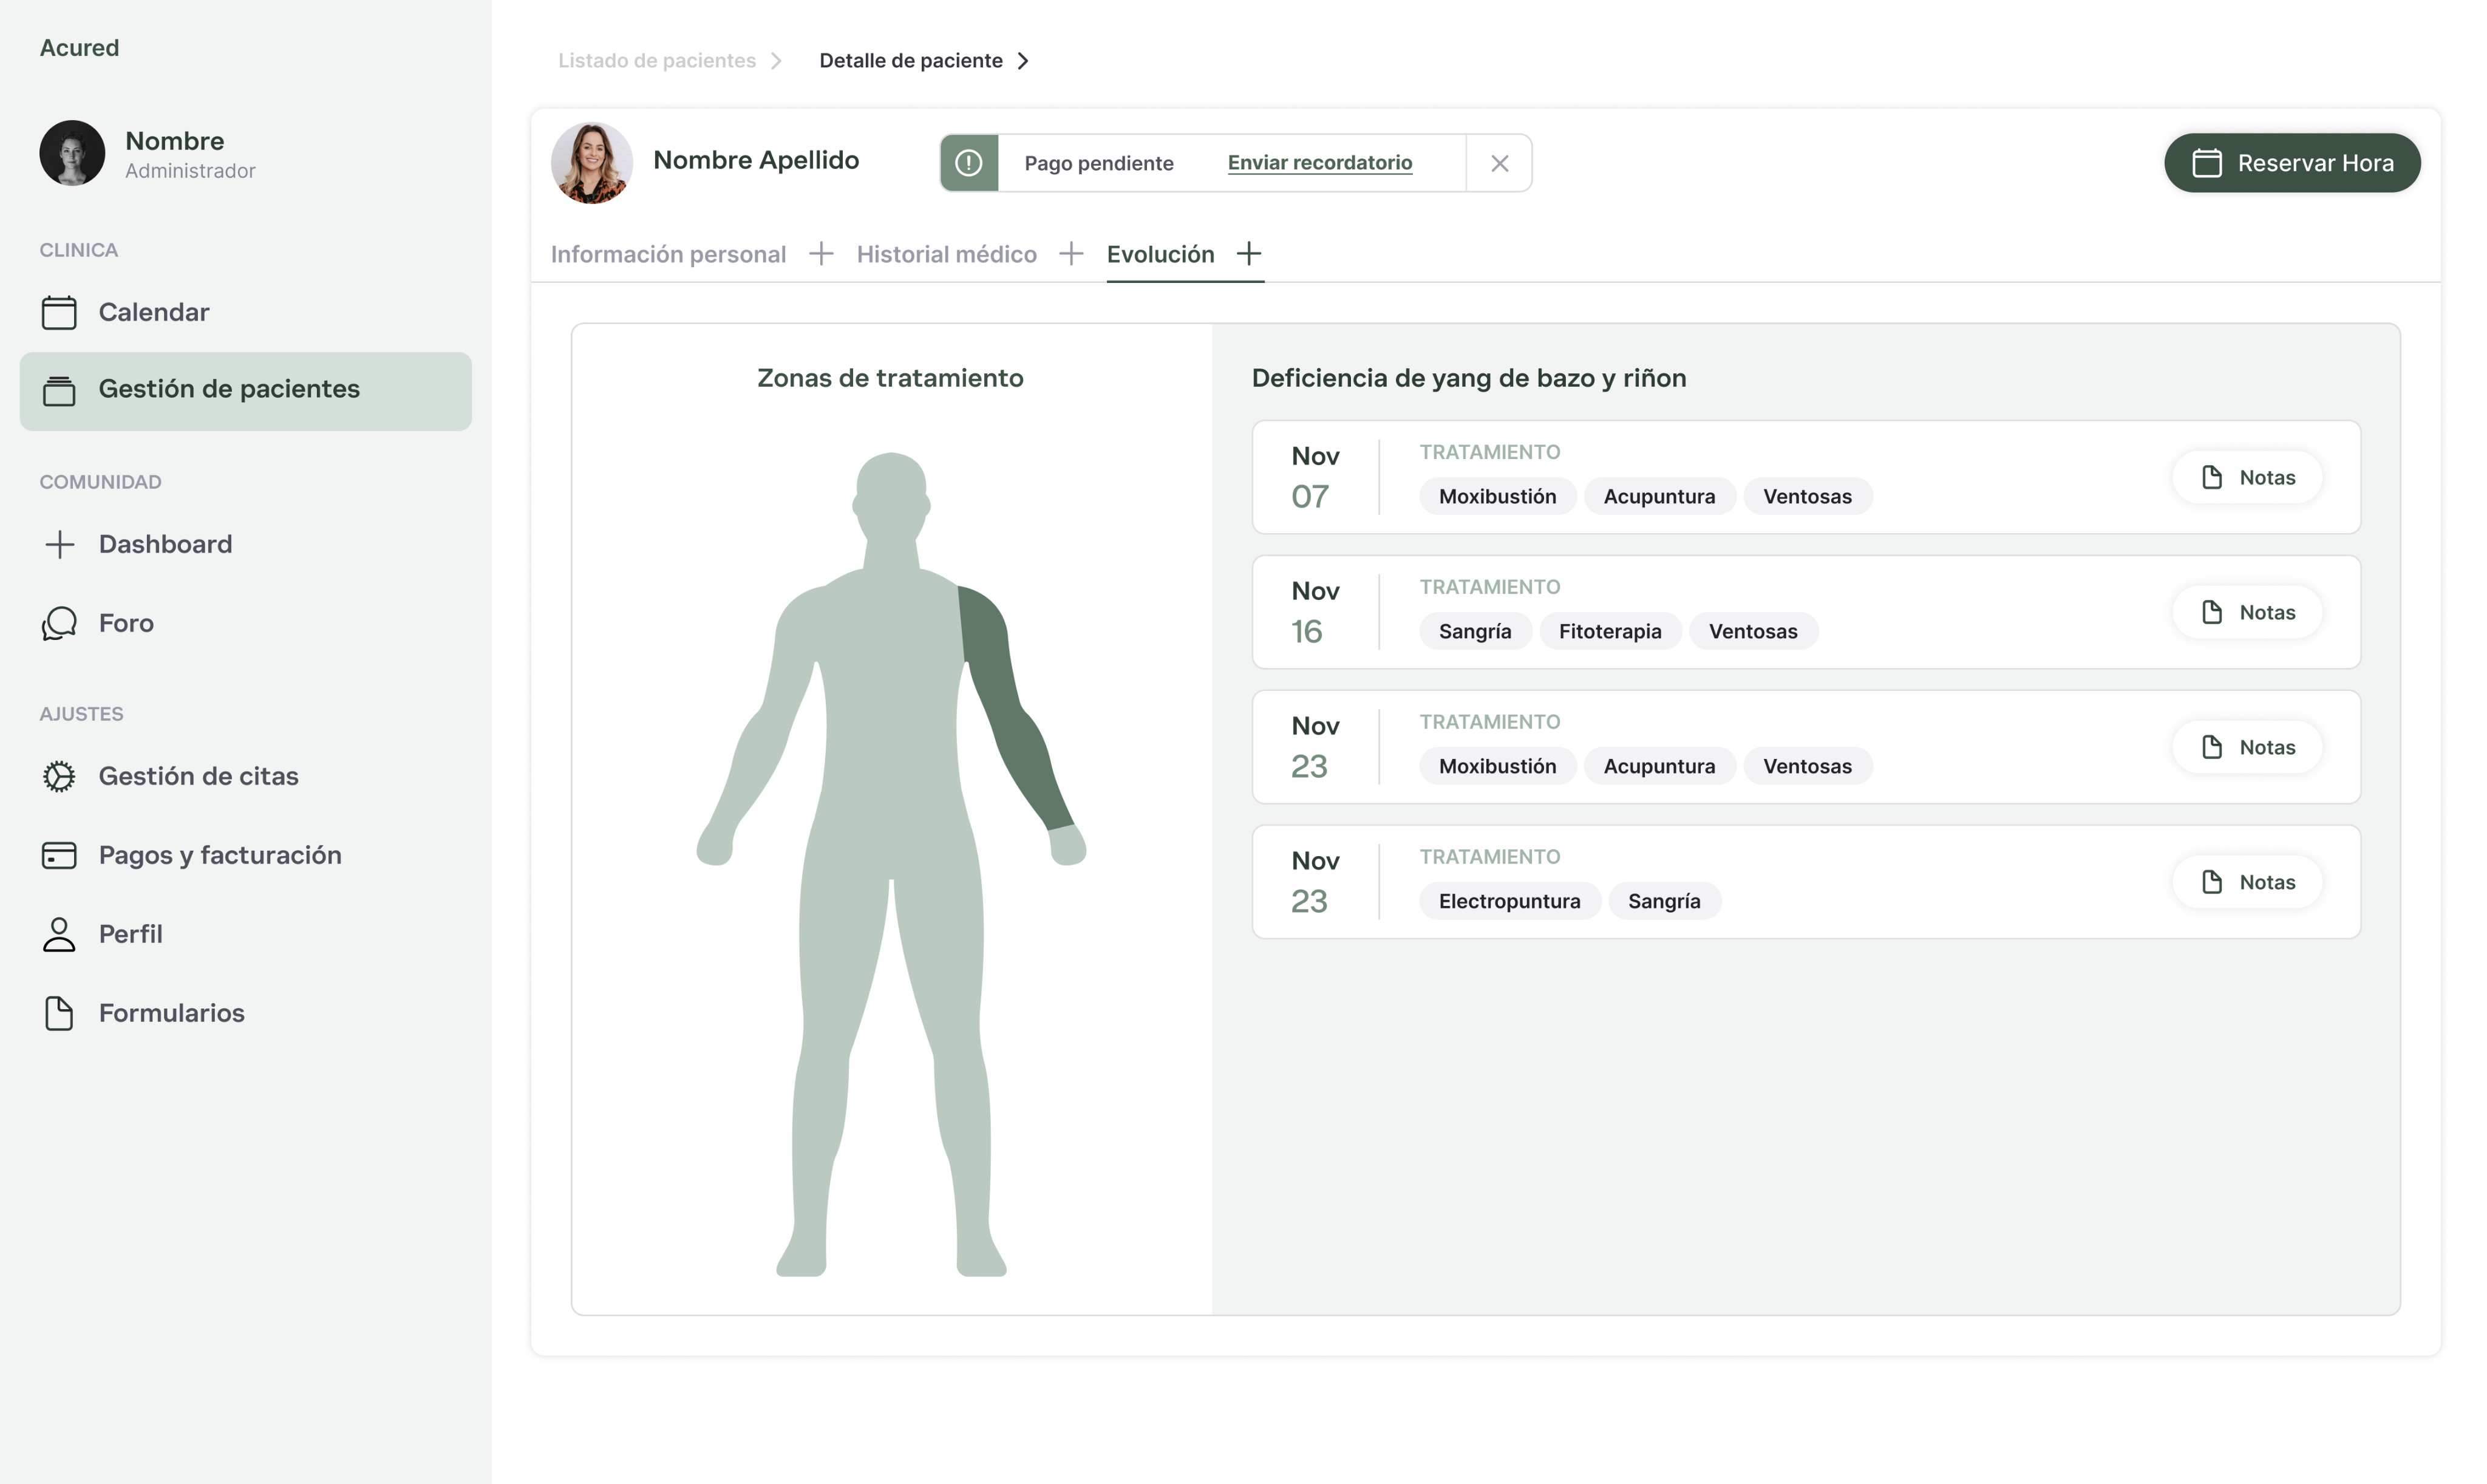 Acured
Nombre
Administrador
CLINICA
Calendar
Gestión de pacientes
COMUNIDAD
Dashboard
Foro
AJUSTES
Gestión de citas
Pagos y facturación
Perfil
Formularios
Listado de pacientes
Detalle de paciente
Nombre Apellido
Pago pendiente
Enviar recordatorio
Reservar Hora
Información personal
Historial médico
Evolución
Zonas de tratamiento
Deficiencia de yang de bazo y riñon
Nov
07
TRATAMIENTO
Moxibustión Acupuntura Ventosas
Notas
Nov
16
TRATAMIENTO
Sangría Fitoterapia Ventosas
Notas
Nov
23
TRATAMIENTO
Moxibustión Acupuntura Ventosas
Notas
Nov
23
TRATAMIENTO
Electropuntura Sangría
Notas